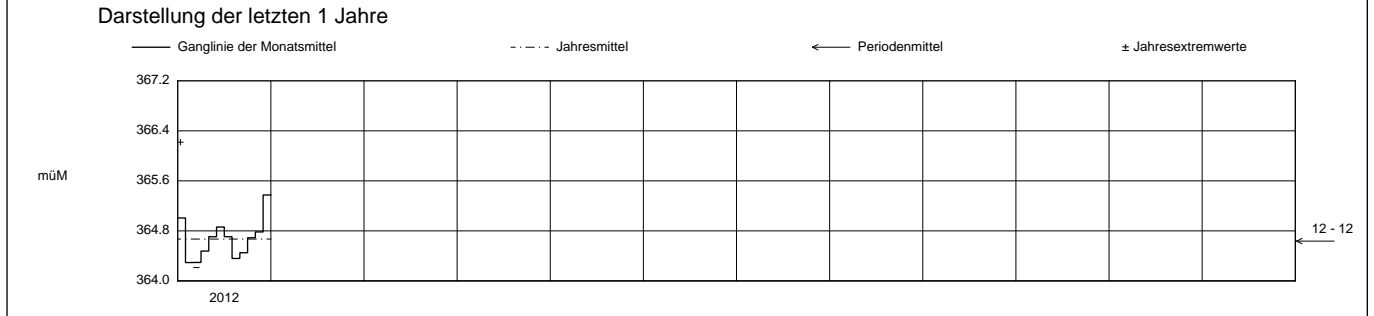 Darstellung der letzten 1 Jahre
Ganglinie der Monatsmittel Jahresmittel Periodenmittel ± Jahresextremwerte
367.2
366.4
müM
365.6
364.8
12 - 12
364.0
2012